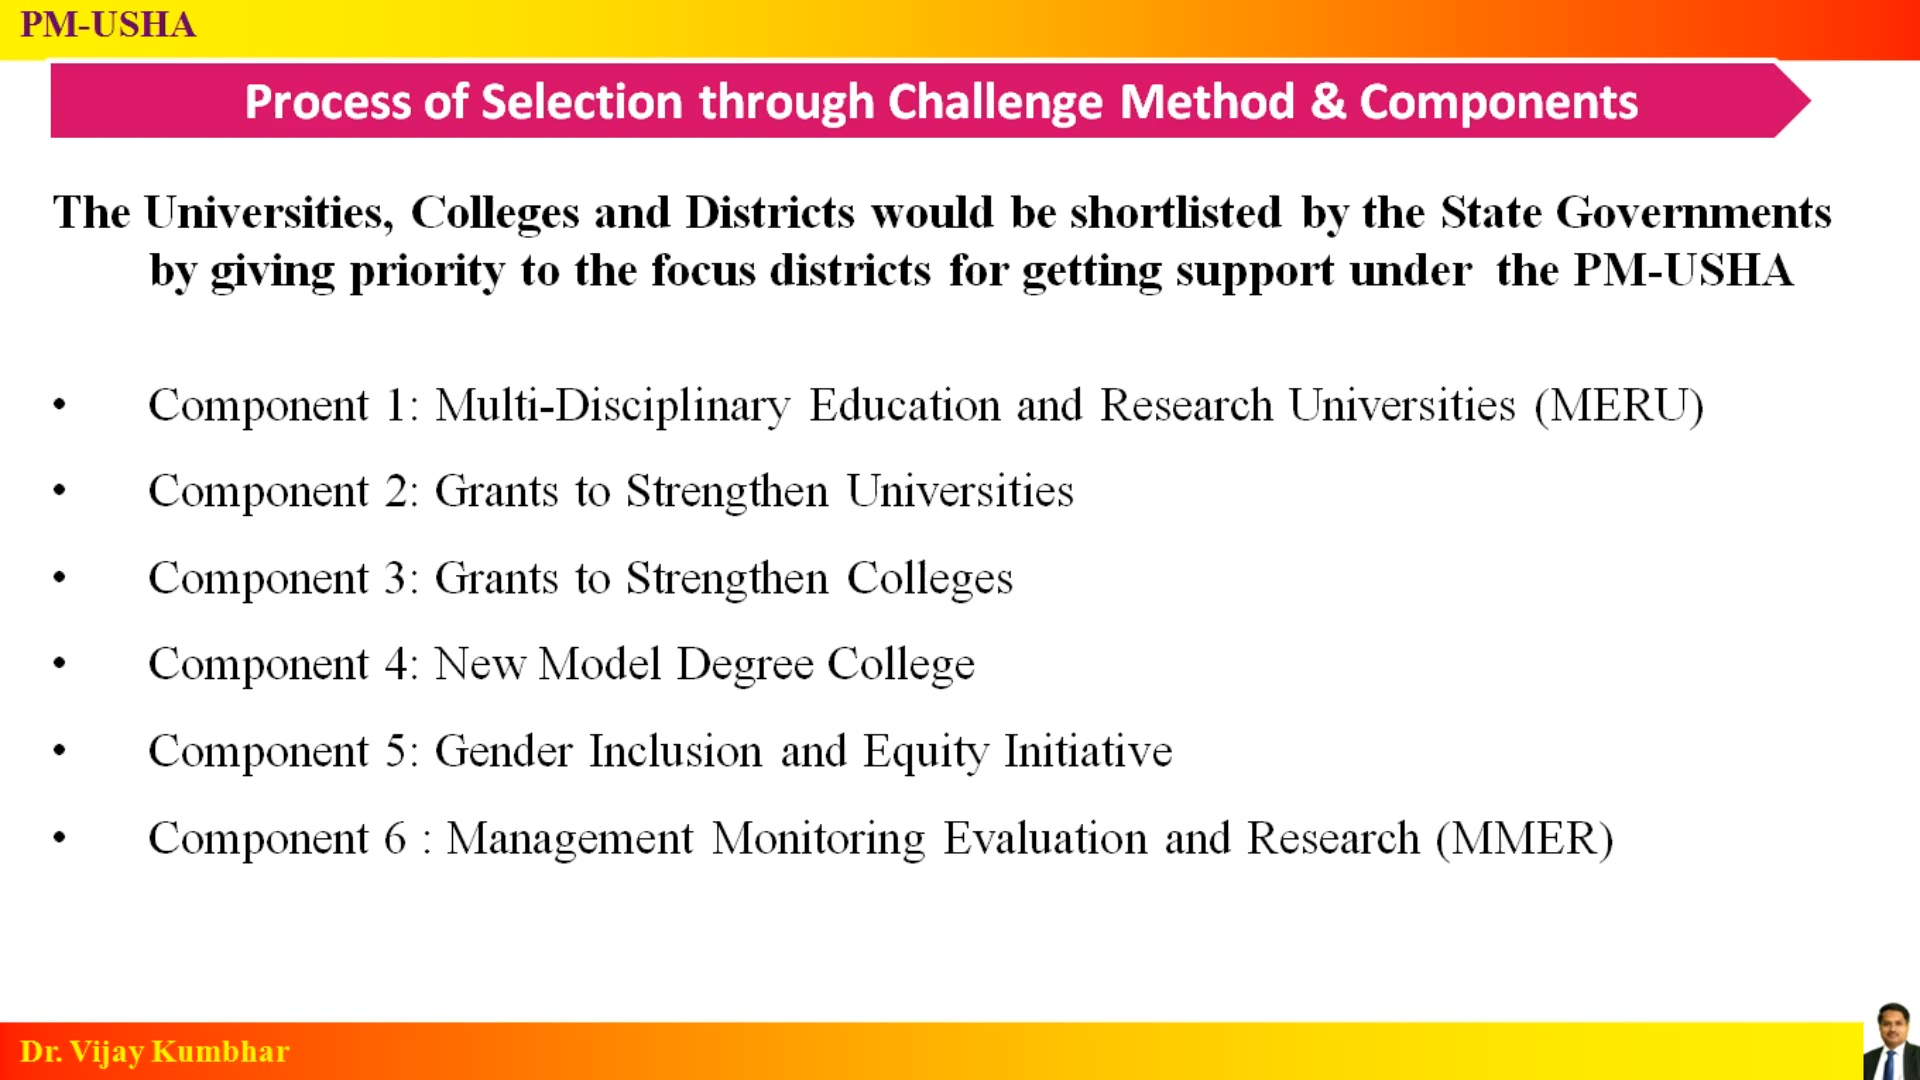 PM-USHA
Process of Selection through Challenge Method & Components
The Universities, Colleges and Districts would be shortlisted by the State Governments
by giving priority to the focus districts for getting support under the PM-USHA
• Component 1: Multi-Disciplinary Education and Research Universities (MERU)
• Component 2: Grants to Strengthen Universities
• Component 3: Grants to Strengthen Colleges
• Component 4: New Model Degree College
• Component 5: Gender Inclusion and Equity Initiative
• Component 6 : Management Monitoring Evaluation and Research (MMER)
Dr. Vijay Kumbhar